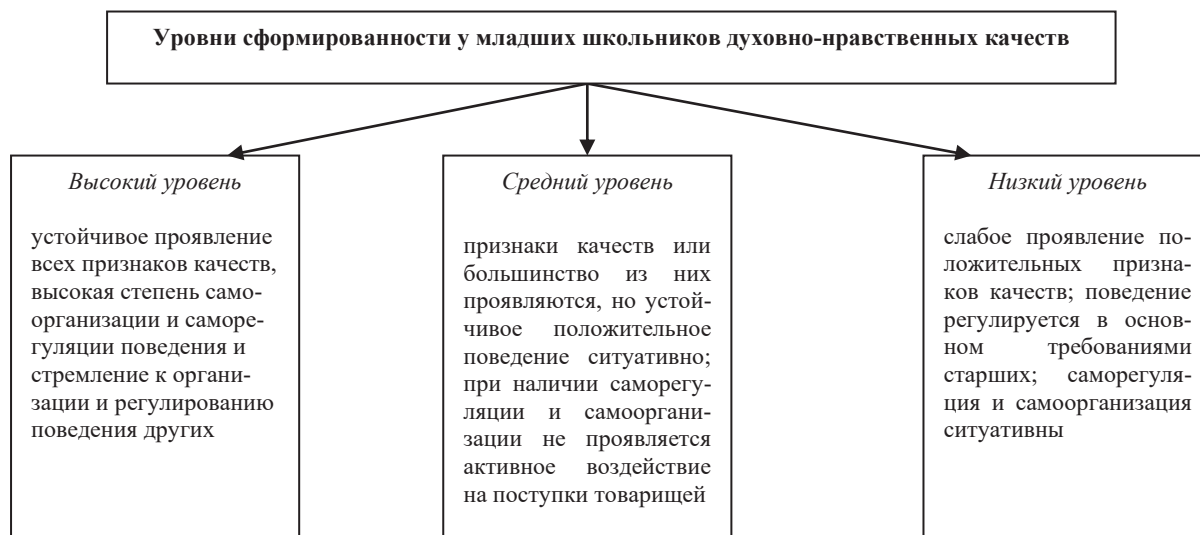 Уровни сформированности у младших школьников духовно-нравственных качеств
Высокий уровень
устойчивое проявление
всех признаков качеств,
высокая степень само-
организации и саморе-
гуляции поведения и
стремление к органи-
зации и регулированию
поведения других
Средний уровень
признаки качеств или
большинство из них
проявляются, но устой-
чивое положительное
поведение ситуативно;
при наличии саморегу-
ляции и самооргани-
зации не проявляется
активное воздействие
на поступки товарищей
Низкий уровень
слабое проявление по-
ложительных призна-
ков качеств; поведение
регулируется в основ-
ном требованиями
старших; саморегуля-
ция и самоорганизация
ситуативны